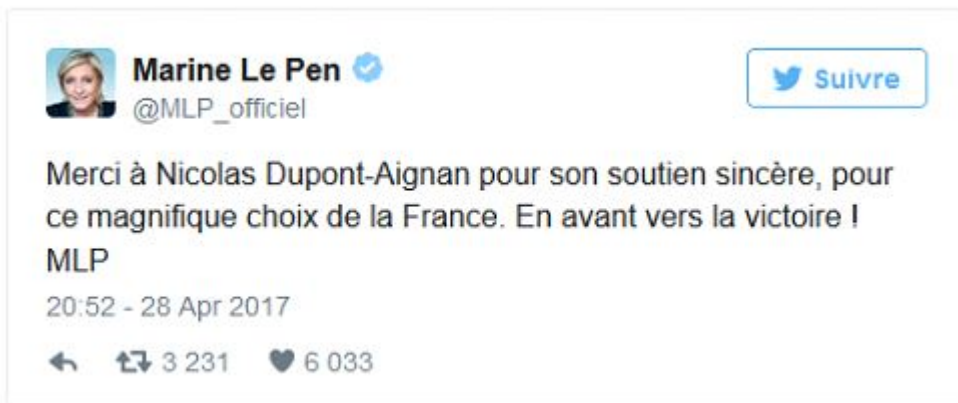 Marine Le Pen
Suivre
@MLP_officiel
Merci à Nicolas Dupont-Aignan pour son soutien sincère, pour
ce magnifique choix de la France. En avant vers la victoire !
MLP
20:52 - 28 Apr 2017
3 231 6 033